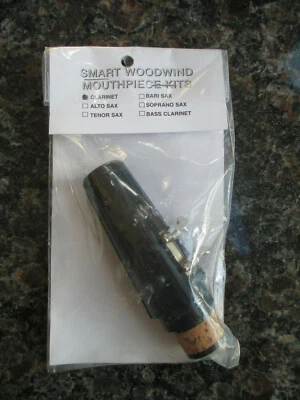 SMART WOODWIND
MOUTHPIECE KITS
CLARINET BARI SAX
ALTO SAX SOPRANO SAX
TENOR SAX BASS CLARINET